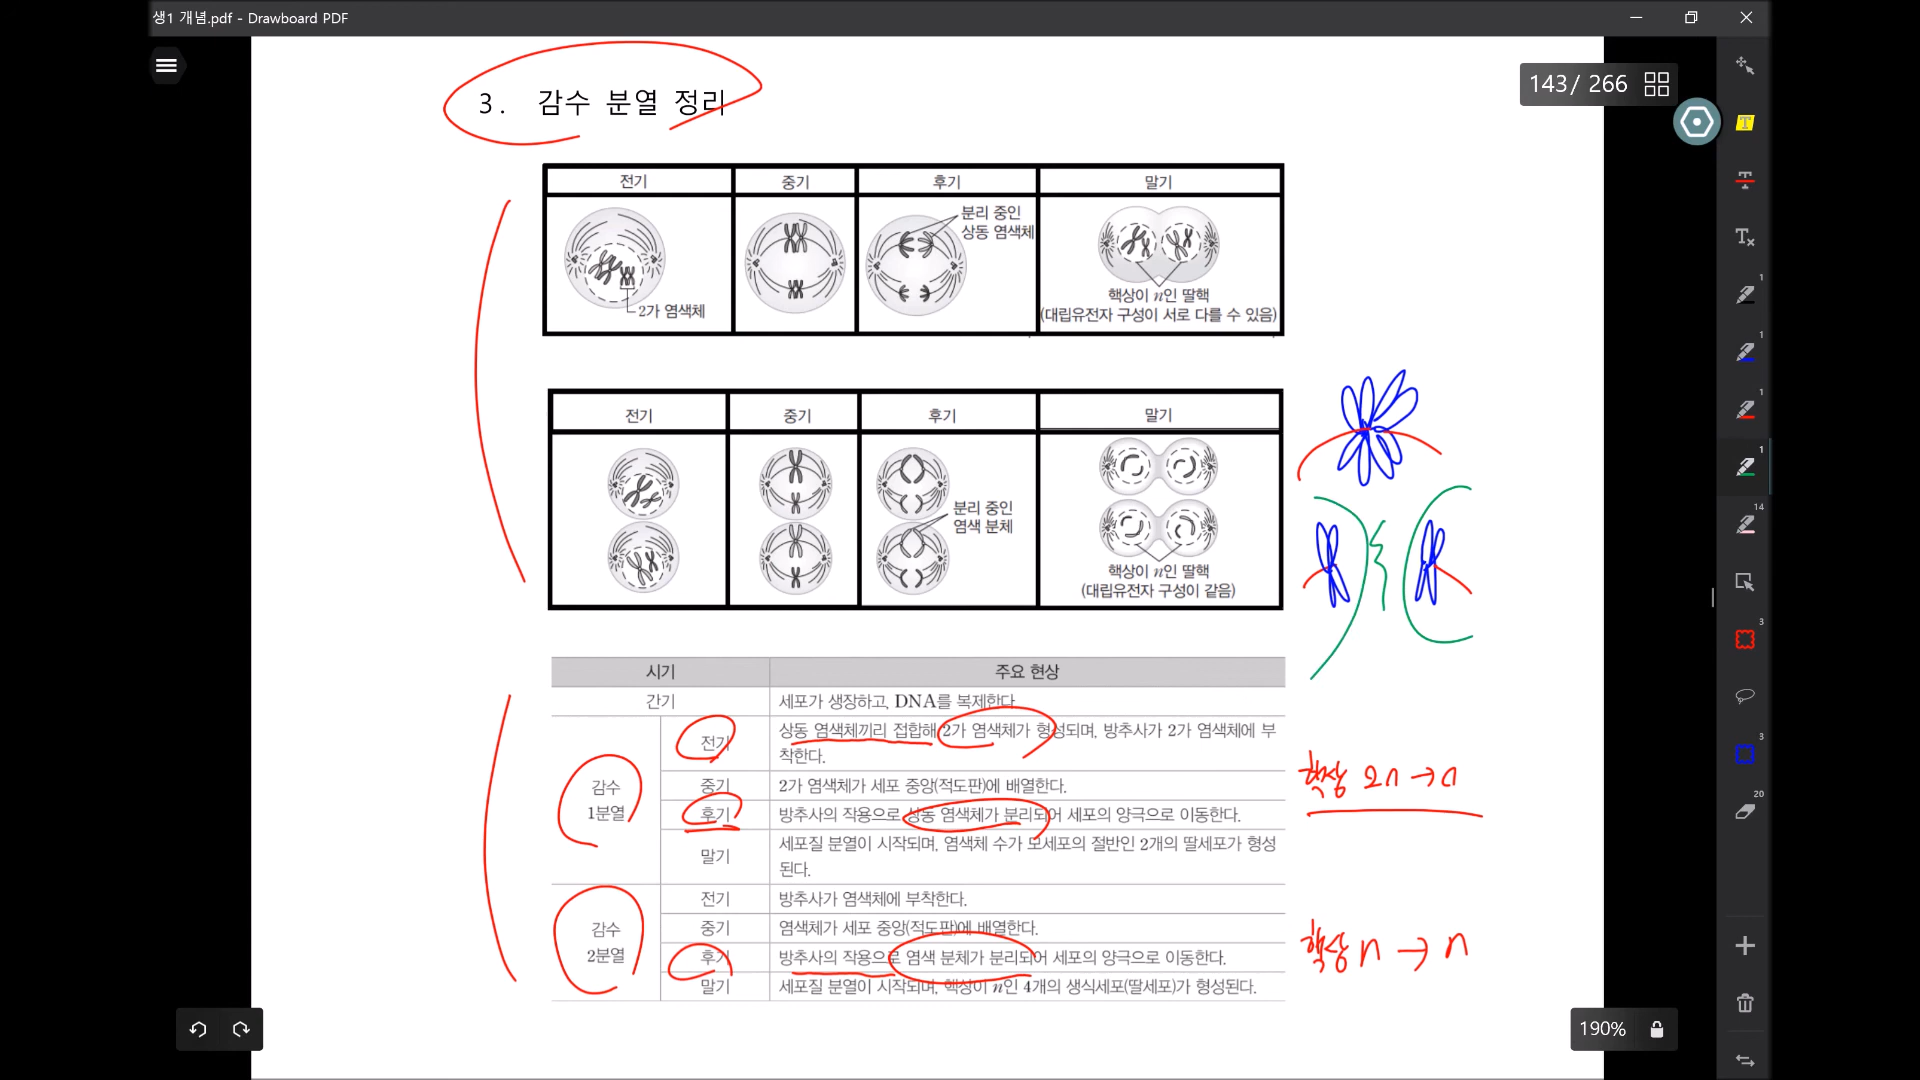 생1 개념.pdf - Drawboard PDF
143 / 266
3. 감수 분열 정리
전기 중기 후기 말기
분리 중인
상동 염색체
2가 염색체
핵상이 n인 딸핵
(대립유전자 구성이 서로 다를 수 있음)
전기 중기 후기 말기
분리 중인
염색 분체
핵상이 n인 딸핵
(대립유전자 구성이 같음)
시기 주요 현상
간기 세포가 생장하고, DNA를 복제한다
감수
1분열
전기 상동 염색체끼리 접합해 2가 염색체가 형성되며, 방추사가 2가 염색체에 부
착한다.
중기 2가 염색체가 세포 중앙(적도판)에 배열한다.
후기 방추사의 작용으로 상동 염색체가 분리되어 세포의 양극으로 이동한다.
말기 세포질 분열이 시작되며, 염색체 수가 모세포의 절반인 2개의 딸세포가 형성
된다.
핵상 2n → n
감수
2분열
전기 방추사가 염색체에 부착한다.
중기 염색체가 세포 중앙(적도판)에 배열한다.
후기 방추사의 작용으로 염색 분체가 분리되어 세포의 양극으로 이동한다.
말기 세포질 분열이 시작되며, 핵상이 n인 4개의 생식세포(딸세포)가 형성된다.
핵상 n → n
190%
T
T
Tx
1
1
1
1
14
3
3
20